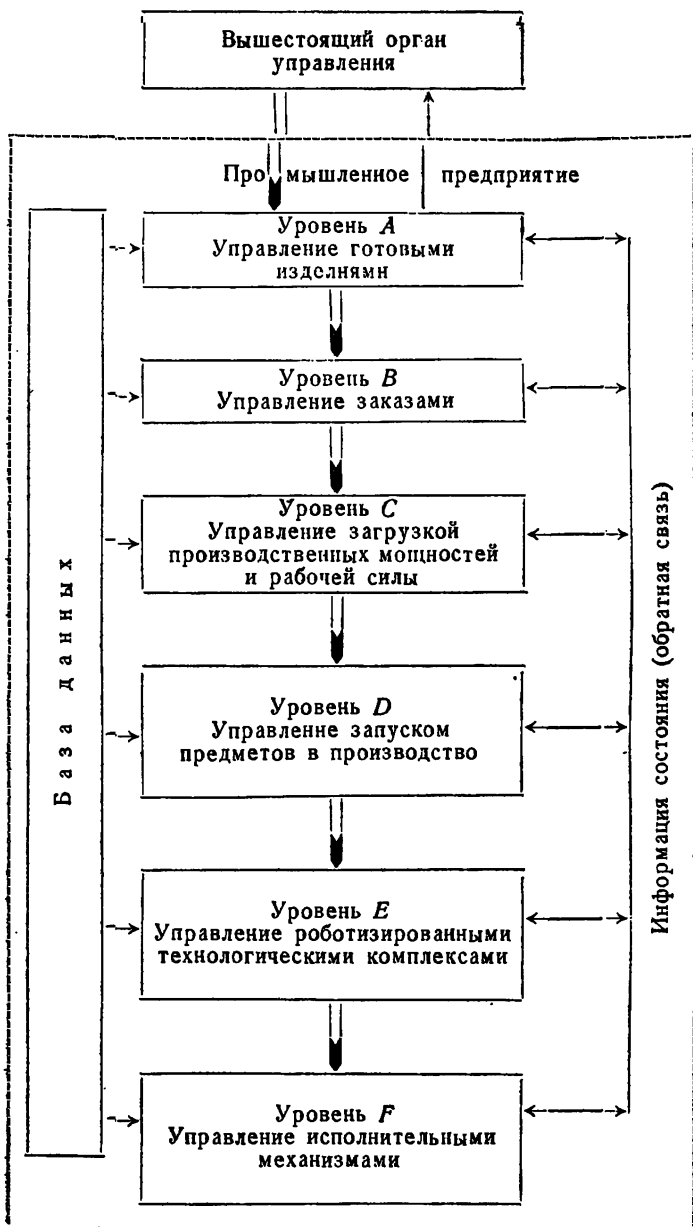 Вышестоящий орган
управления
Промышленное предприятие
Уровень A
Управление готовыми
изделиями
Уровень B
Управление заказами
Уровень C
Управление загрузкой
производственных мощностей
и рабочей силы
Уровень D
Управление запуском
предметов в производство
Уровень E
Управление роботизированными
технологическими комплексами
Уровень F
Управление исполнительными
механизмами
База данных
Информация состояния (обратная связь)